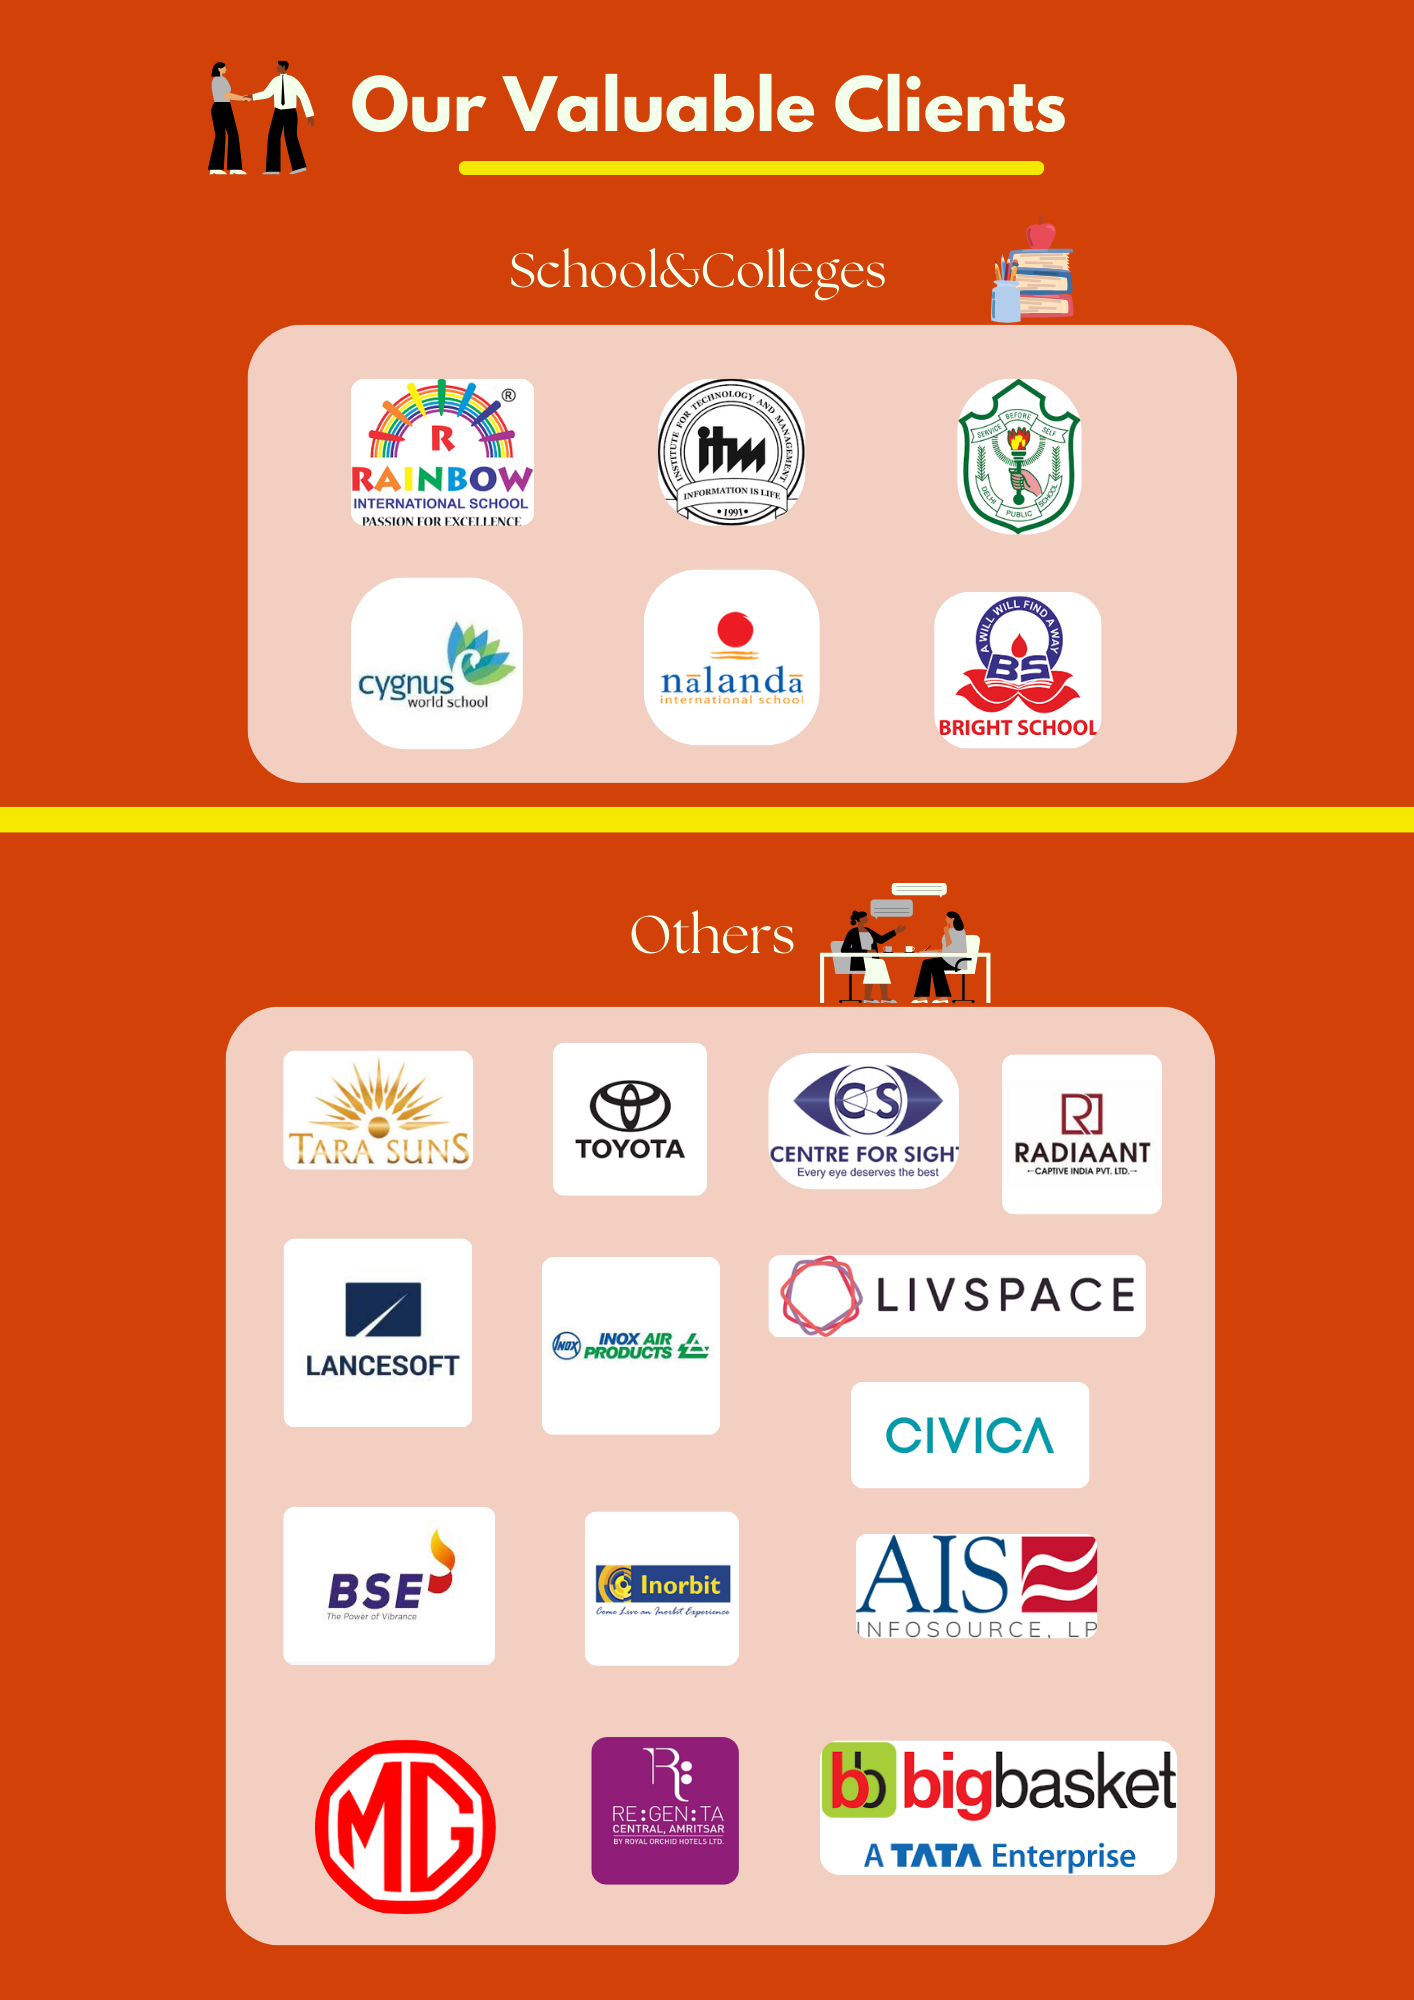 Our Valuable Clients
School&Colleges
®
R
RAINBOW
INTERNATIONAL SCHOOL
PASSION FOR EXCELLENCE
INSTITUTE FOR TECHNOLOGY AND MANAGEMENT
itm
INFORMATION IS LIFE
•1991•
SERVICE BEFORE SELF
DELHI PUBLIC SCHOOL
cygnus
world school
nālandā
international school
A WILL WILL FIND A WAY
BS
BRIGHT SCHOOL
Others
TARA SUNS
TOYOTA
CS
CENTRE FOR SIGH
Every eye deserves the best
R
RADIAANT
CAPTIVE INDIA PVT. LTD.
LANCESOFT
INOX
INOX AIR
PRODUCTS
LIVSPACE
CIVICA
BSE
The Power of Vibrance
Inorbit
Come Live an Inorbit Experience
AIS
INFOSOURCE, LP
MG
R:
RE:GEN:TA
CENTRAL, AMRITSAR
BY ROYAL ORCHID HOTELS LTD.
bb bigbasket
A TATA Enterprise